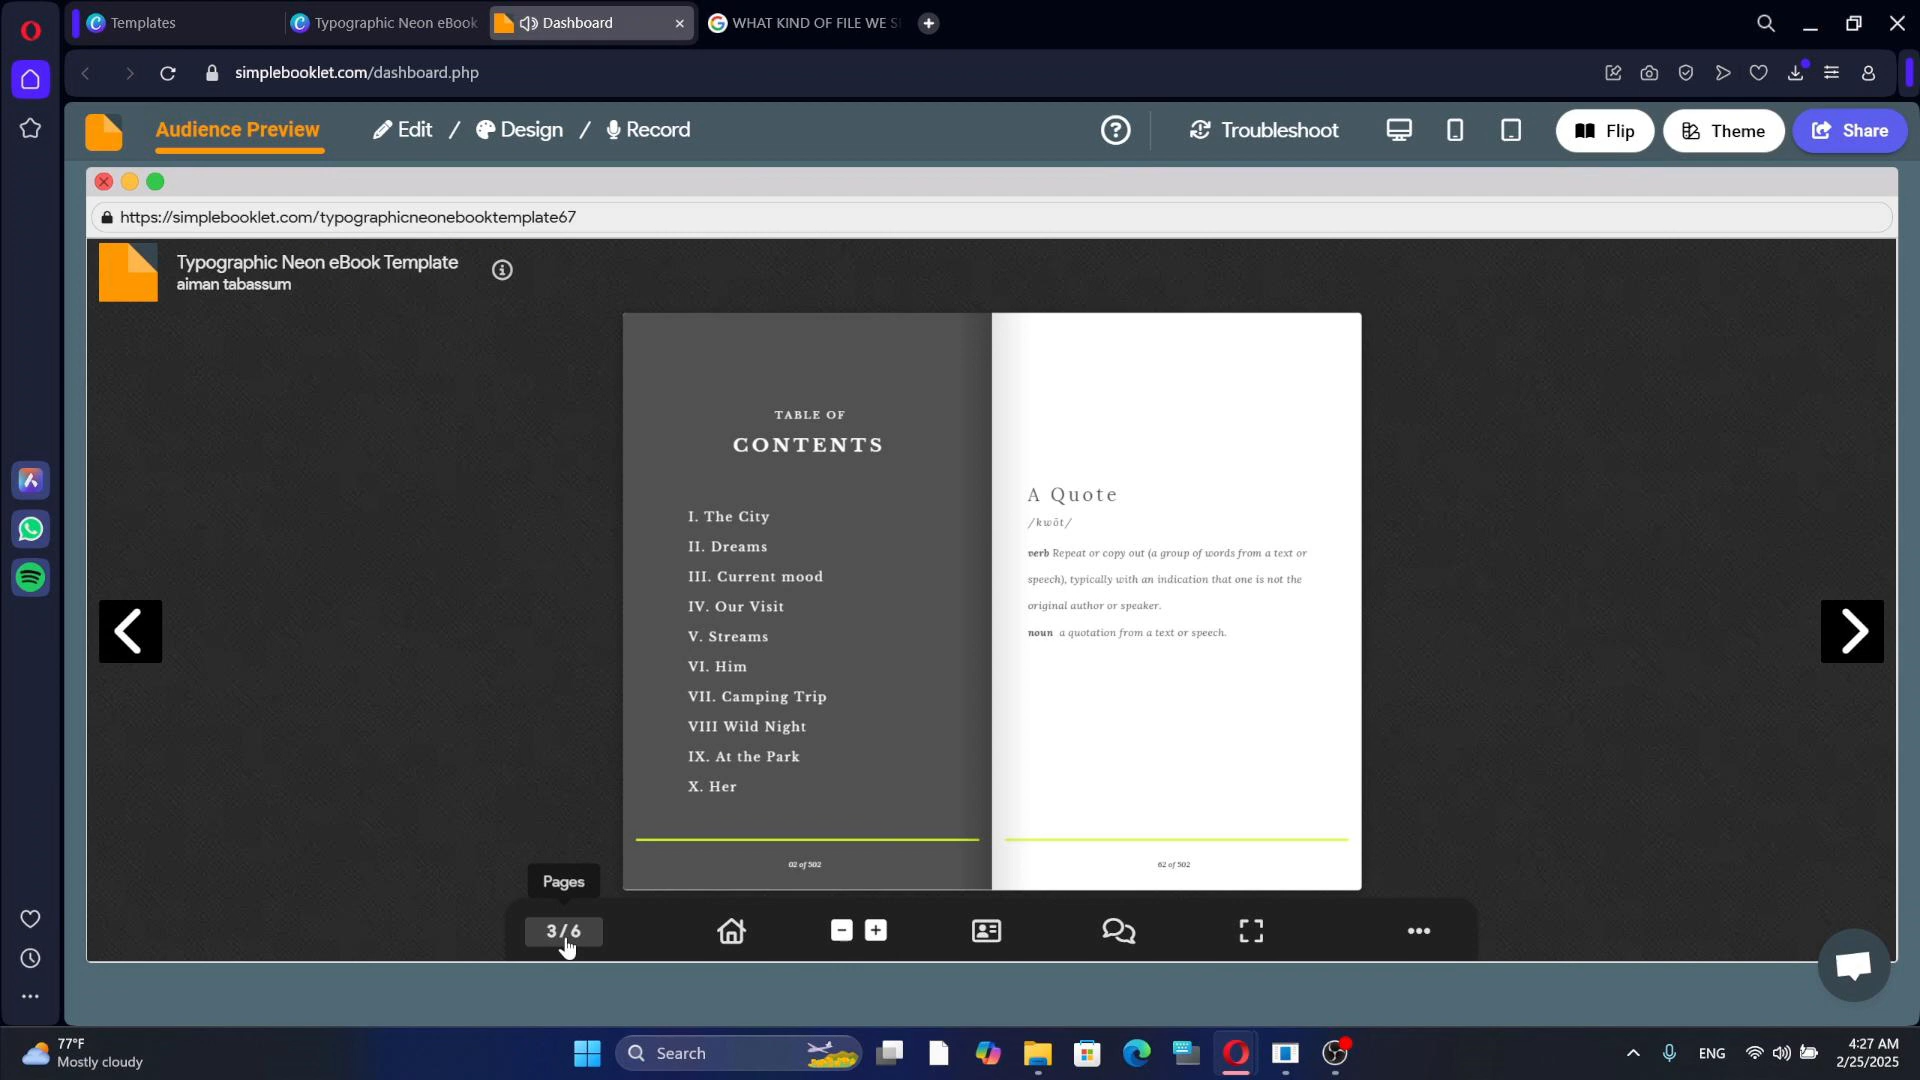 Templates
Typographic Neon eBook
Dashboard
WHAT KIND OF FILE WE S
simplebooklet.com/dashboard.php
Audience Preview
Edit / Design / Record
Troubleshoot
Flip
Theme
Share
https://simplebooklet.com/typographicneonebooktemplate67
Typographic Neon eBook Template
aiman tabassum
TABLE OF
CONTENTS
I. The City
II. Dreams
III. Current mood
IV. Our Visit
V. Streams
VI. Him
VII. Camping Trip
VIII Wild Night
IX. At the Park
X. Her
02 of 502
A Quote
/kwōt/
verb Repeat or copy out (a group of words from a text or
speech), typically with an indication that one is not the
original author or speaker.
noun a quotation from a text or speech.
62 of 502
Pages
3/6
77°F
Mostly cloudy
Search
ENG
4:27 AM
2/25/2025